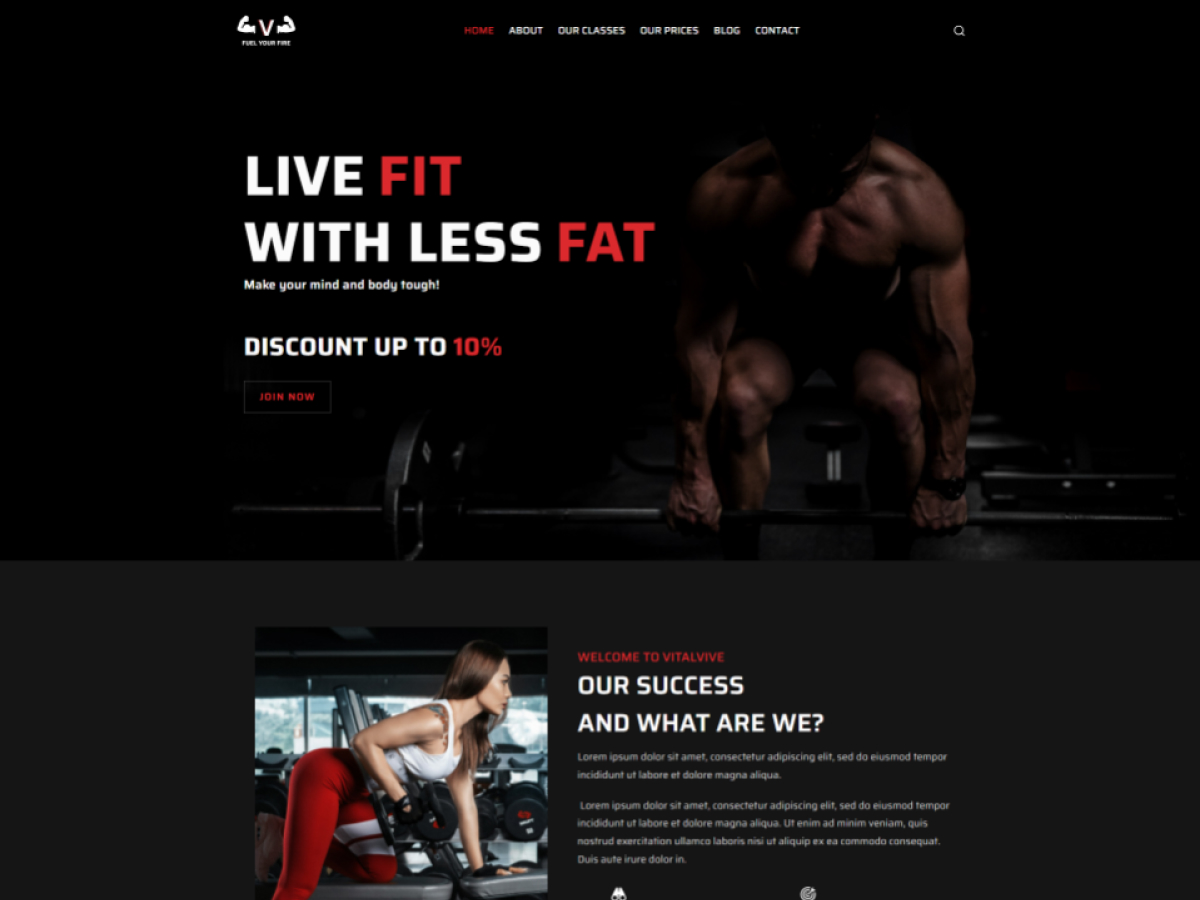 V
FUEL YOUR FIRE
HOME ABOUT OUR CLASSES OUR PRICES BLOG CONTACT
LIVE FIT
WITH LESS FAT
Make your mind and body tough!
DISCOUNT UP TO 10%
JOIN NOW
WELCOME TO VITALVIVE
OUR SUCCESS
AND WHAT ARE WE?
Lorem ipsum dolor sit amet, consectetur adipiscing elit, sed do eiusmod tempor
incididunt ut labore et dolore magna aliqua.
Lorem ipsum dolor sit amet, consectetur adipiscing elit, sed do eiusmod tempor
incididunt ut labore et dolore magna aliqua. Ut enim ad minim veniam, quis
nostrud exercitation ullamco laboris nisi ut aliquip ex ea commodo consequat.
Duis aute irure dolor in.